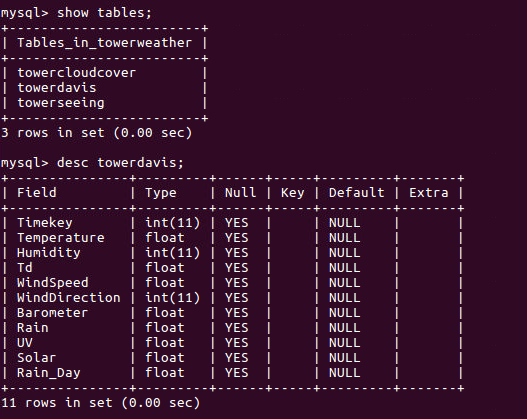 mysql> show tables;
+------------------------+
| Tables_in_towerweather |
+------------------------+
| towercloudcover        |
| towerdavis             |
| towerseeing            |
+------------------------+
3 rows in set (0.00 sec)
mysql> desc towerdavis;
+---------------+---------+------+-----+---------+-------+
| Field         | Type    | Null | Key | Default | Extra |
+---------------+---------+------+-----+---------+-------+
| Timekey       | int(11) | YES  |     | NULL    |       |
| Temperature   | float   | YES  |     | NULL    |       |
| Humidity      | int(11) | YES  |     | NULL    |       |
| Td            | float   | YES  |     | NULL    |       |
| WindSpeed     | float   | YES  |     | NULL    |       |
| WindDirection | int(11) | YES  |     | NULL    |       |
| Barometer     | float   | YES  |     | NULL    |       |
| Rain          | float   | YES  |     | NULL    |       |
| UV            | float   | YES  |     | NULL    |       |
| Solar         | float   | YES  |     | NULL    |       |
| Rain_Day      | float   | YES  |     | NULL    |       |
+---------------+---------+------+-----+---------+-------+
11 rows in set (0.00 sec)